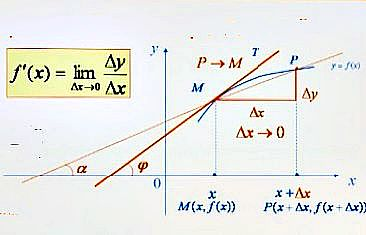 f'(x) = lim Δx→0 Δy/Δx
y
P → M
T
P
y = f(x)
M
Δy
Δx
Δx → 0
α
φ
0
x
x + Δx
x
M(x, f(x))
P(x + Δx, f(x + Δx))